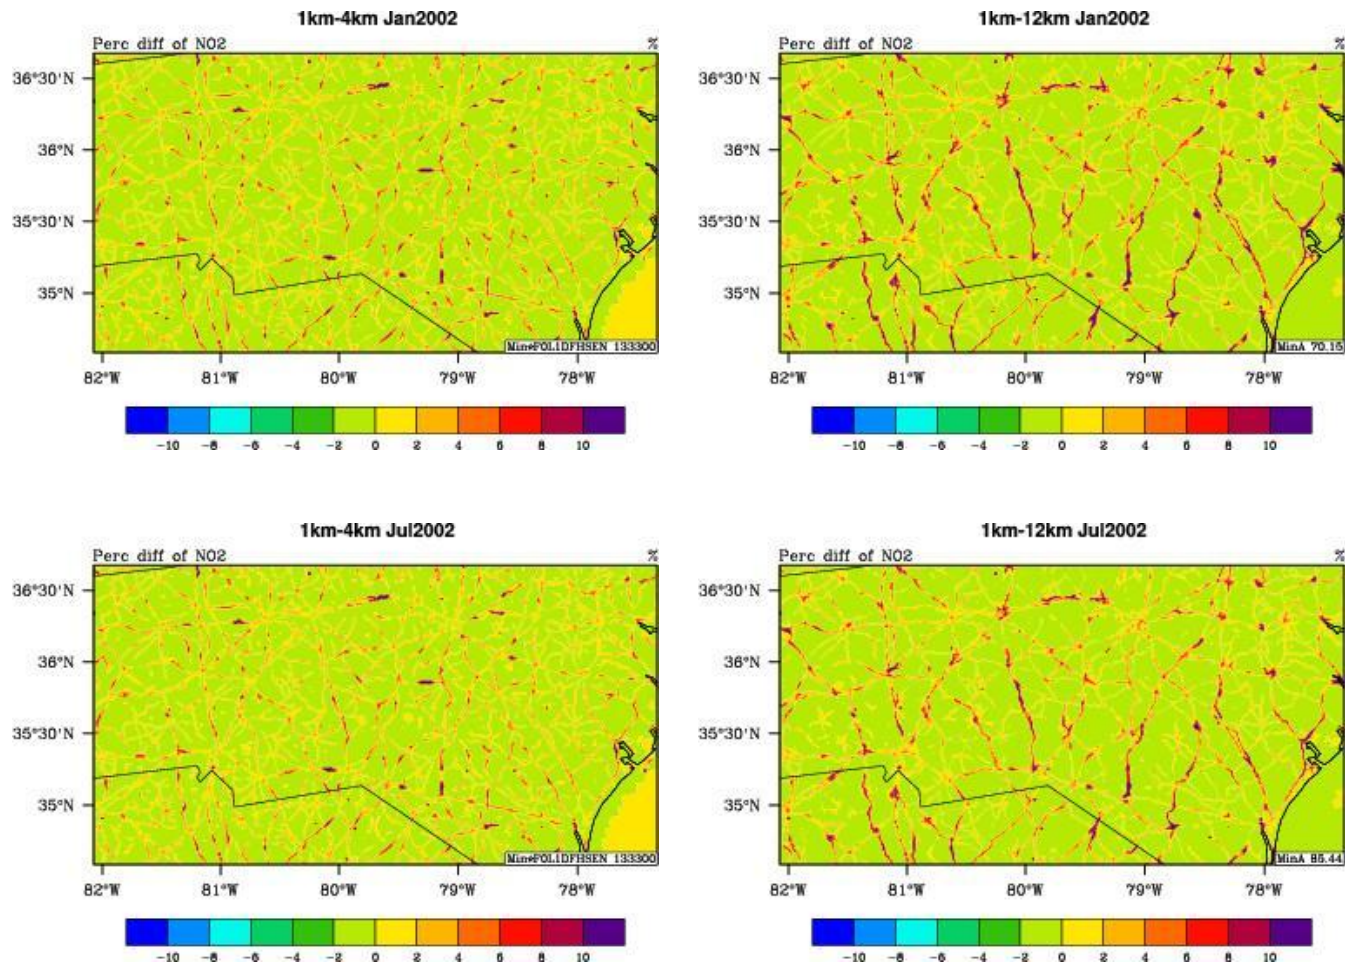 1km-4km Jan2002
Perc diff of NO2 %
36°30'N
36°N
35°30'N
35°N
82°W 81°W 80°W 79°W 78°W
-10 -8 -6 -4 -2 0 2 4 6 8 10
1km-12km Jan2002
Perc diff of NO2 %
36°30'N
36°N
35°30'N
35°N
MinA 70.15
82°W 81°W 80°W 79°W 78°W
-10 -8 -6 -4 -2 0 2 4 6 8 10
1km-4km Jul2002
Perc diff of NO2 %
36°30'N
36°N
35°30'N
35°N
82°W 81°W 80°W 79°W 78°W
-10 -8 -6 -4 -2 0 2 4 6 8 10
1km-12km Jul2002
Perc diff of NO2 %
36°30'N
36°N
35°30'N
35°N
MinA 85.44
82°W 81°W 80°W 79°W 78°W
-10 -8 -6 -4 -2 0 2 4 6 8 10